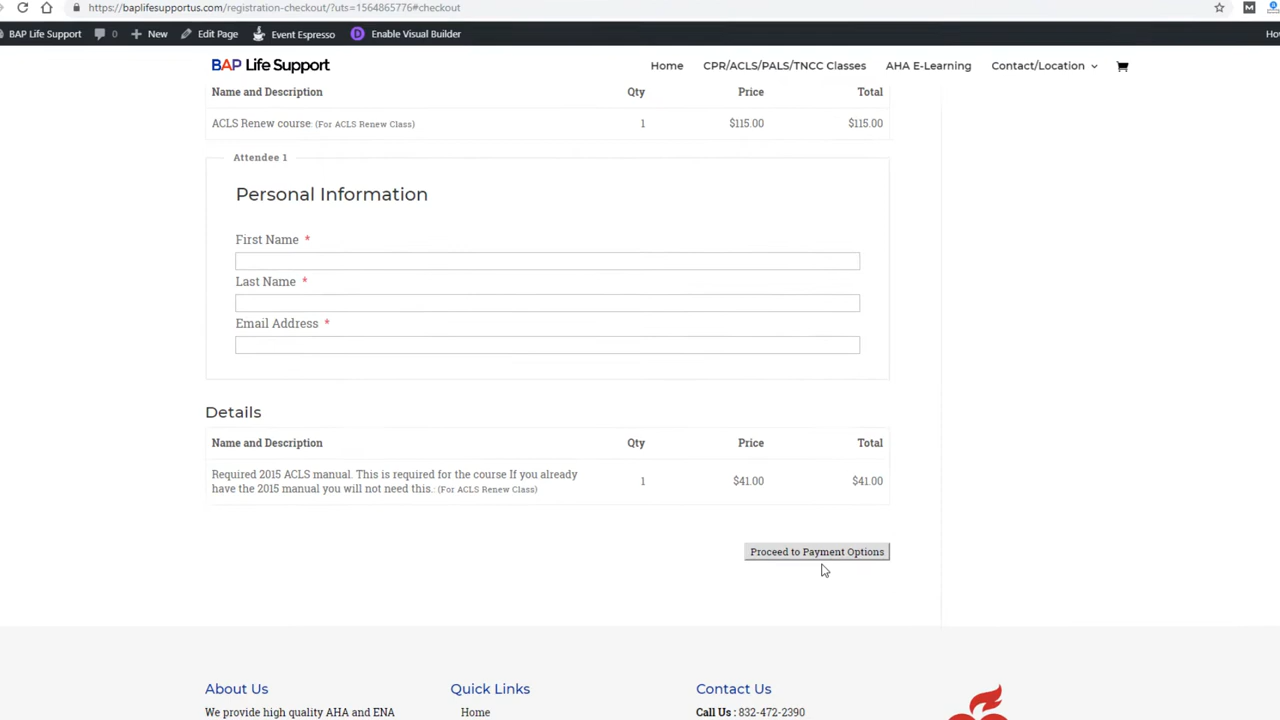 https://baplifesupportus.com/registration-checkout/?uts=1564865776#checkout
BAP Life Support 0 New Edit Page Event Espresso Enable Visual Builder
BAP Life Support Home CPR/ACLS/PALS/TNCC Classes AHA E-Learning Contact/Location
Name and Description Qty Price Total
ACLS Renew course: (For ACLS Renew Class) 1 $115.00 $115.00
Attendee 1
Personal Information
First Name *
Last Name *
Email Address *
Details
Name and Description Qty Price Total
Required 2015 ACLS manual. This is required for the course If you already
have the 2015 manual you will not need this.: (For ACLS Renew Class) 1 $41.00 $41.00
Proceed to Payment Options
About Us Quick Links Contact Us
We provide high quality AHA and ENA Home Call Us : 832-472-2390